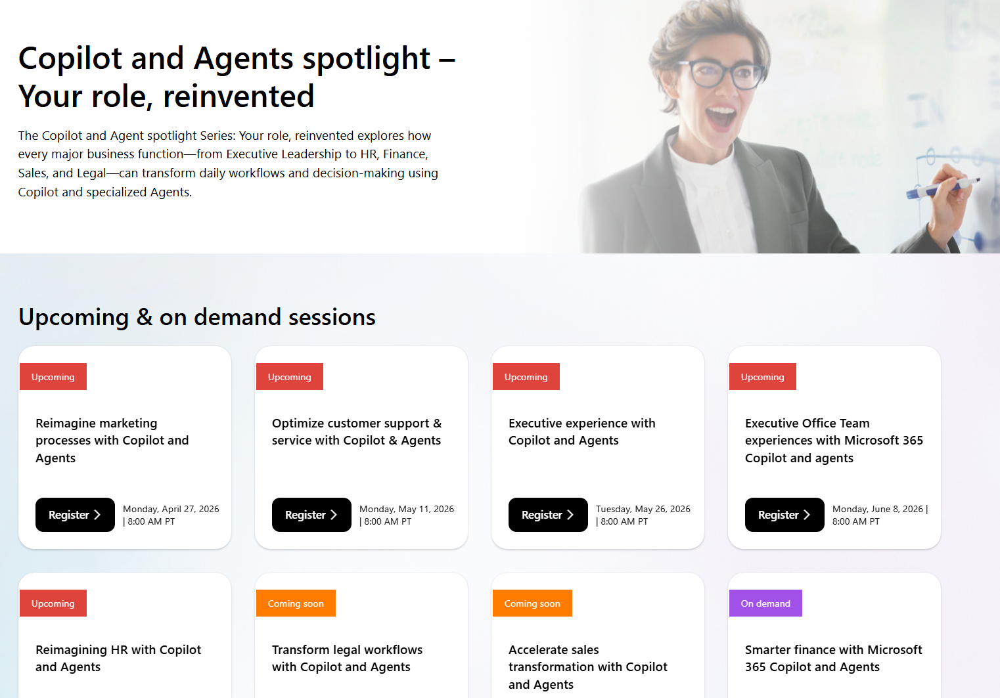 Copilot and Agents spotlight –
Your role, reinvented
The Copilot and Agent spotlight Series: Your role, reinvented explores how
every major business function—from Executive Leadership to HR, Finance,
Sales, and Legal—can transform daily workflows and decision-making using
Copilot and specialized Agents.
IN
Upcoming & on demand sessions
Upcoming
Reimagine marketing
processes with Copilot and
Agents
Register
Monday, April 27, 2026
| 8:00 AM PT
Upcoming
Optimize customer support &
service with Copilot & Agents
Register
Monday, May 11, 2026
| 8:00 AM PT
Upcoming
Executive experience with
Copilot and Agents
Register
Tuesday, May 26, 2026
| 8:00 AM PT
Upcoming
Executive Office Team
experiences with Microsoft 365
Copilot and agents
Register
Monday, June 8, 2026 |
8:00 AM PT
Upcoming
Reimagining HR with Copilot
and Agents
Coming soon
Transform legal workflows
with Copilot and Agents
Coming soon
Accelerate sales
transformation with Copilot
and Agents
On demand
Smarter finance with Microsoft
365 Copilot and Agents